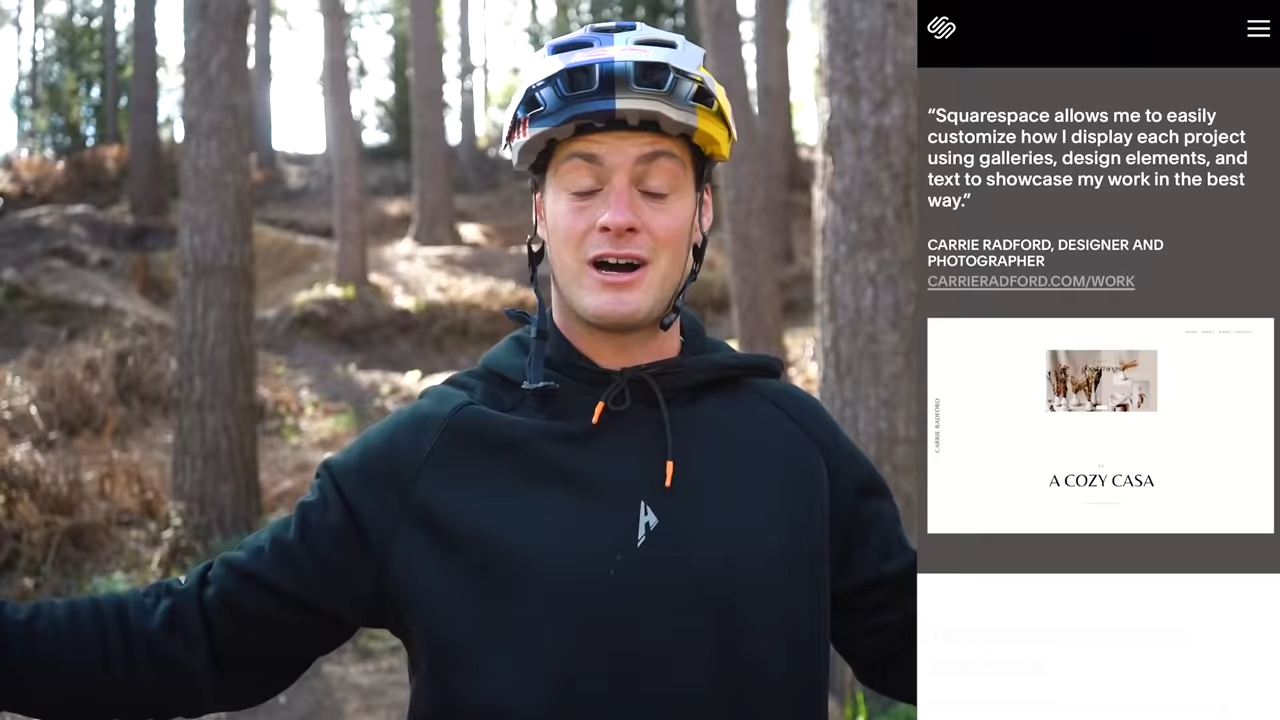 "Squarespace allows me to easily
customize how I display each project
using galleries, design elements, and
text to showcase my work in the best
way."
CARRIE RADFORD, DESIGNER AND
PHOTOGRAPHER
CARRIERADFORD.COM/WORK
CARRIE RADFORD
A COZY CASA